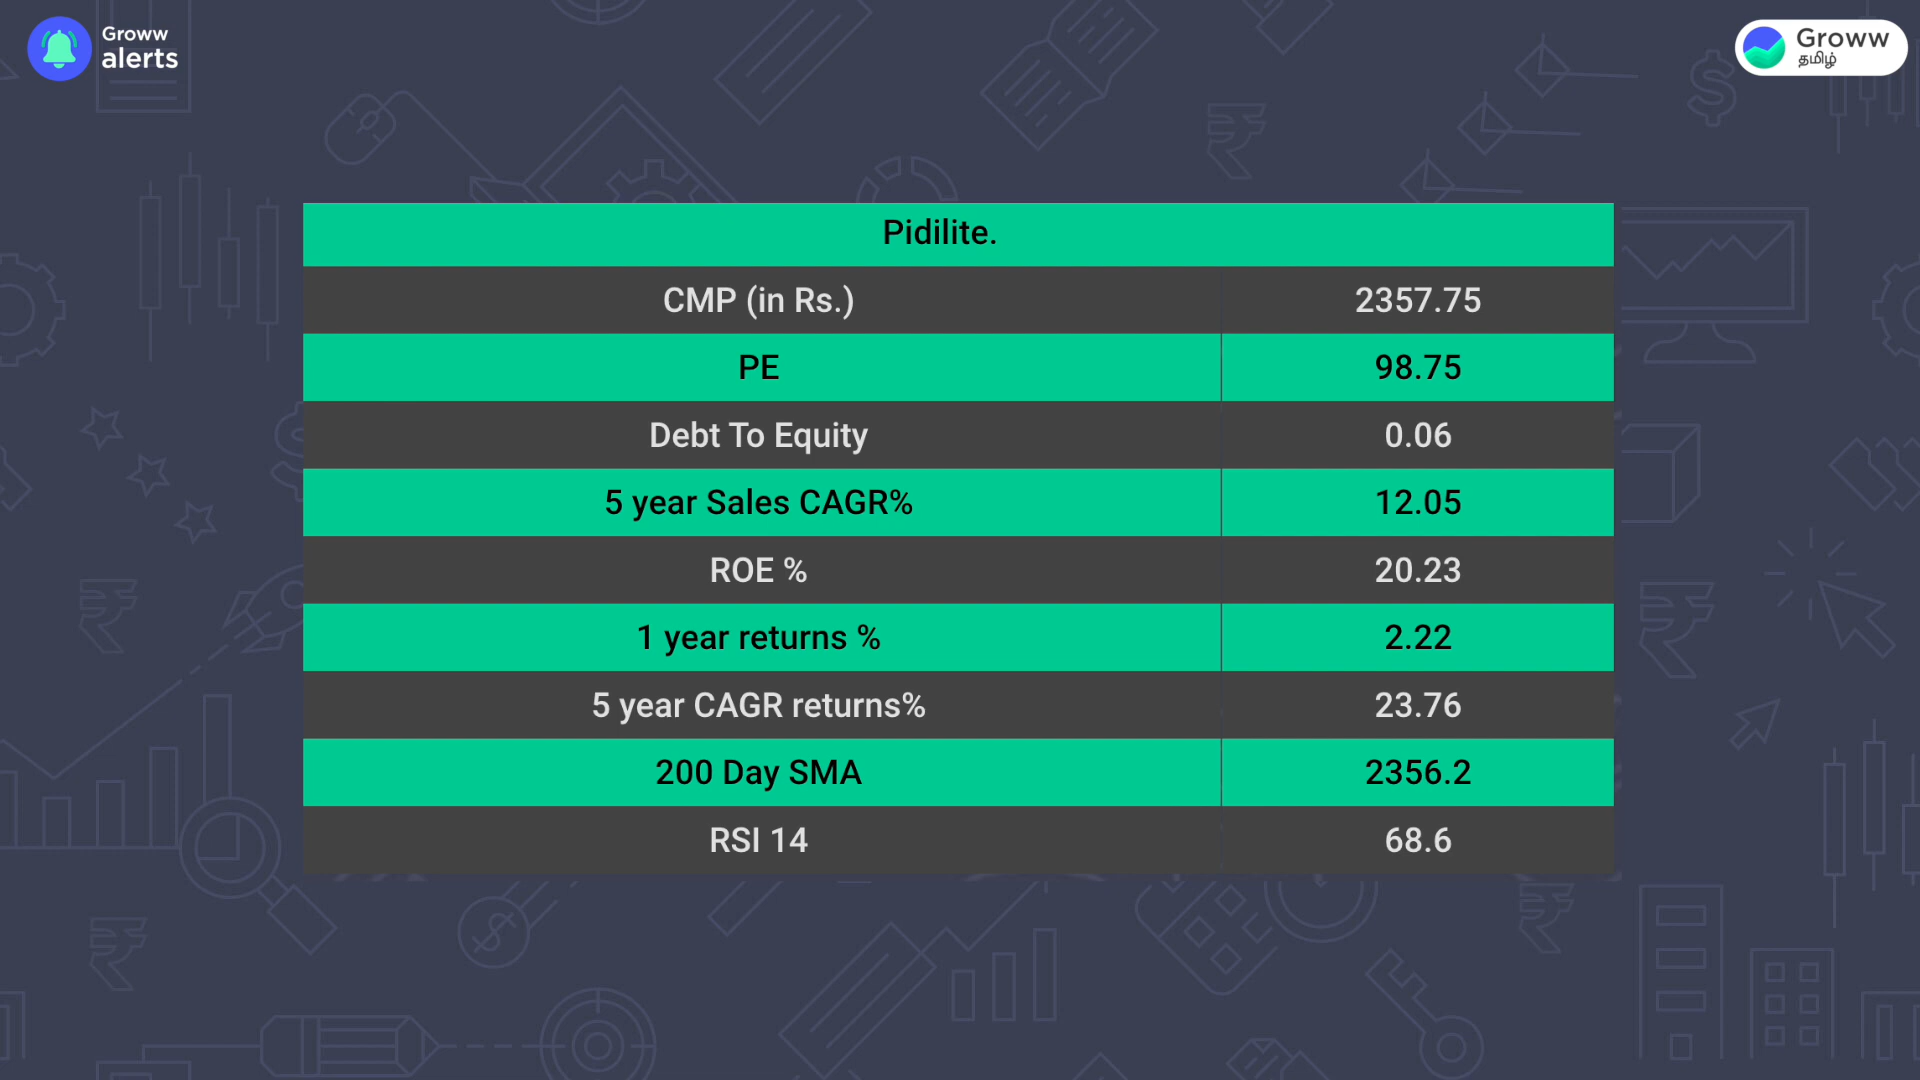 Groww
alerts
Groww
தமிழ்
Pidilite.
CMP (in Rs.) 2357.75
PE 98.75
Debt To Equity 0.06
5 year Sales CAGR% 12.05
ROE % 20.23
1 year returns % 2.22
5 year CAGR returns% 23.76
200 Day SMA 2356.2
RSI 14 68.6